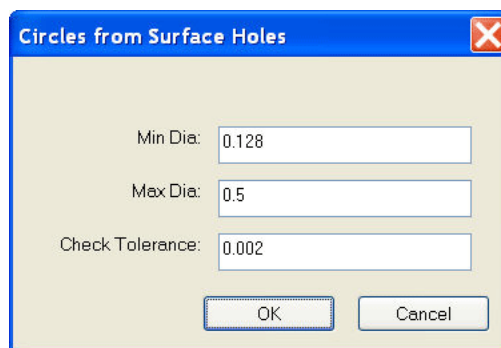 Circles from Surface Holes
Min Dia: 0.128
Max Dia: 0.5
Check Tolerance: 0.002
OK Cancel